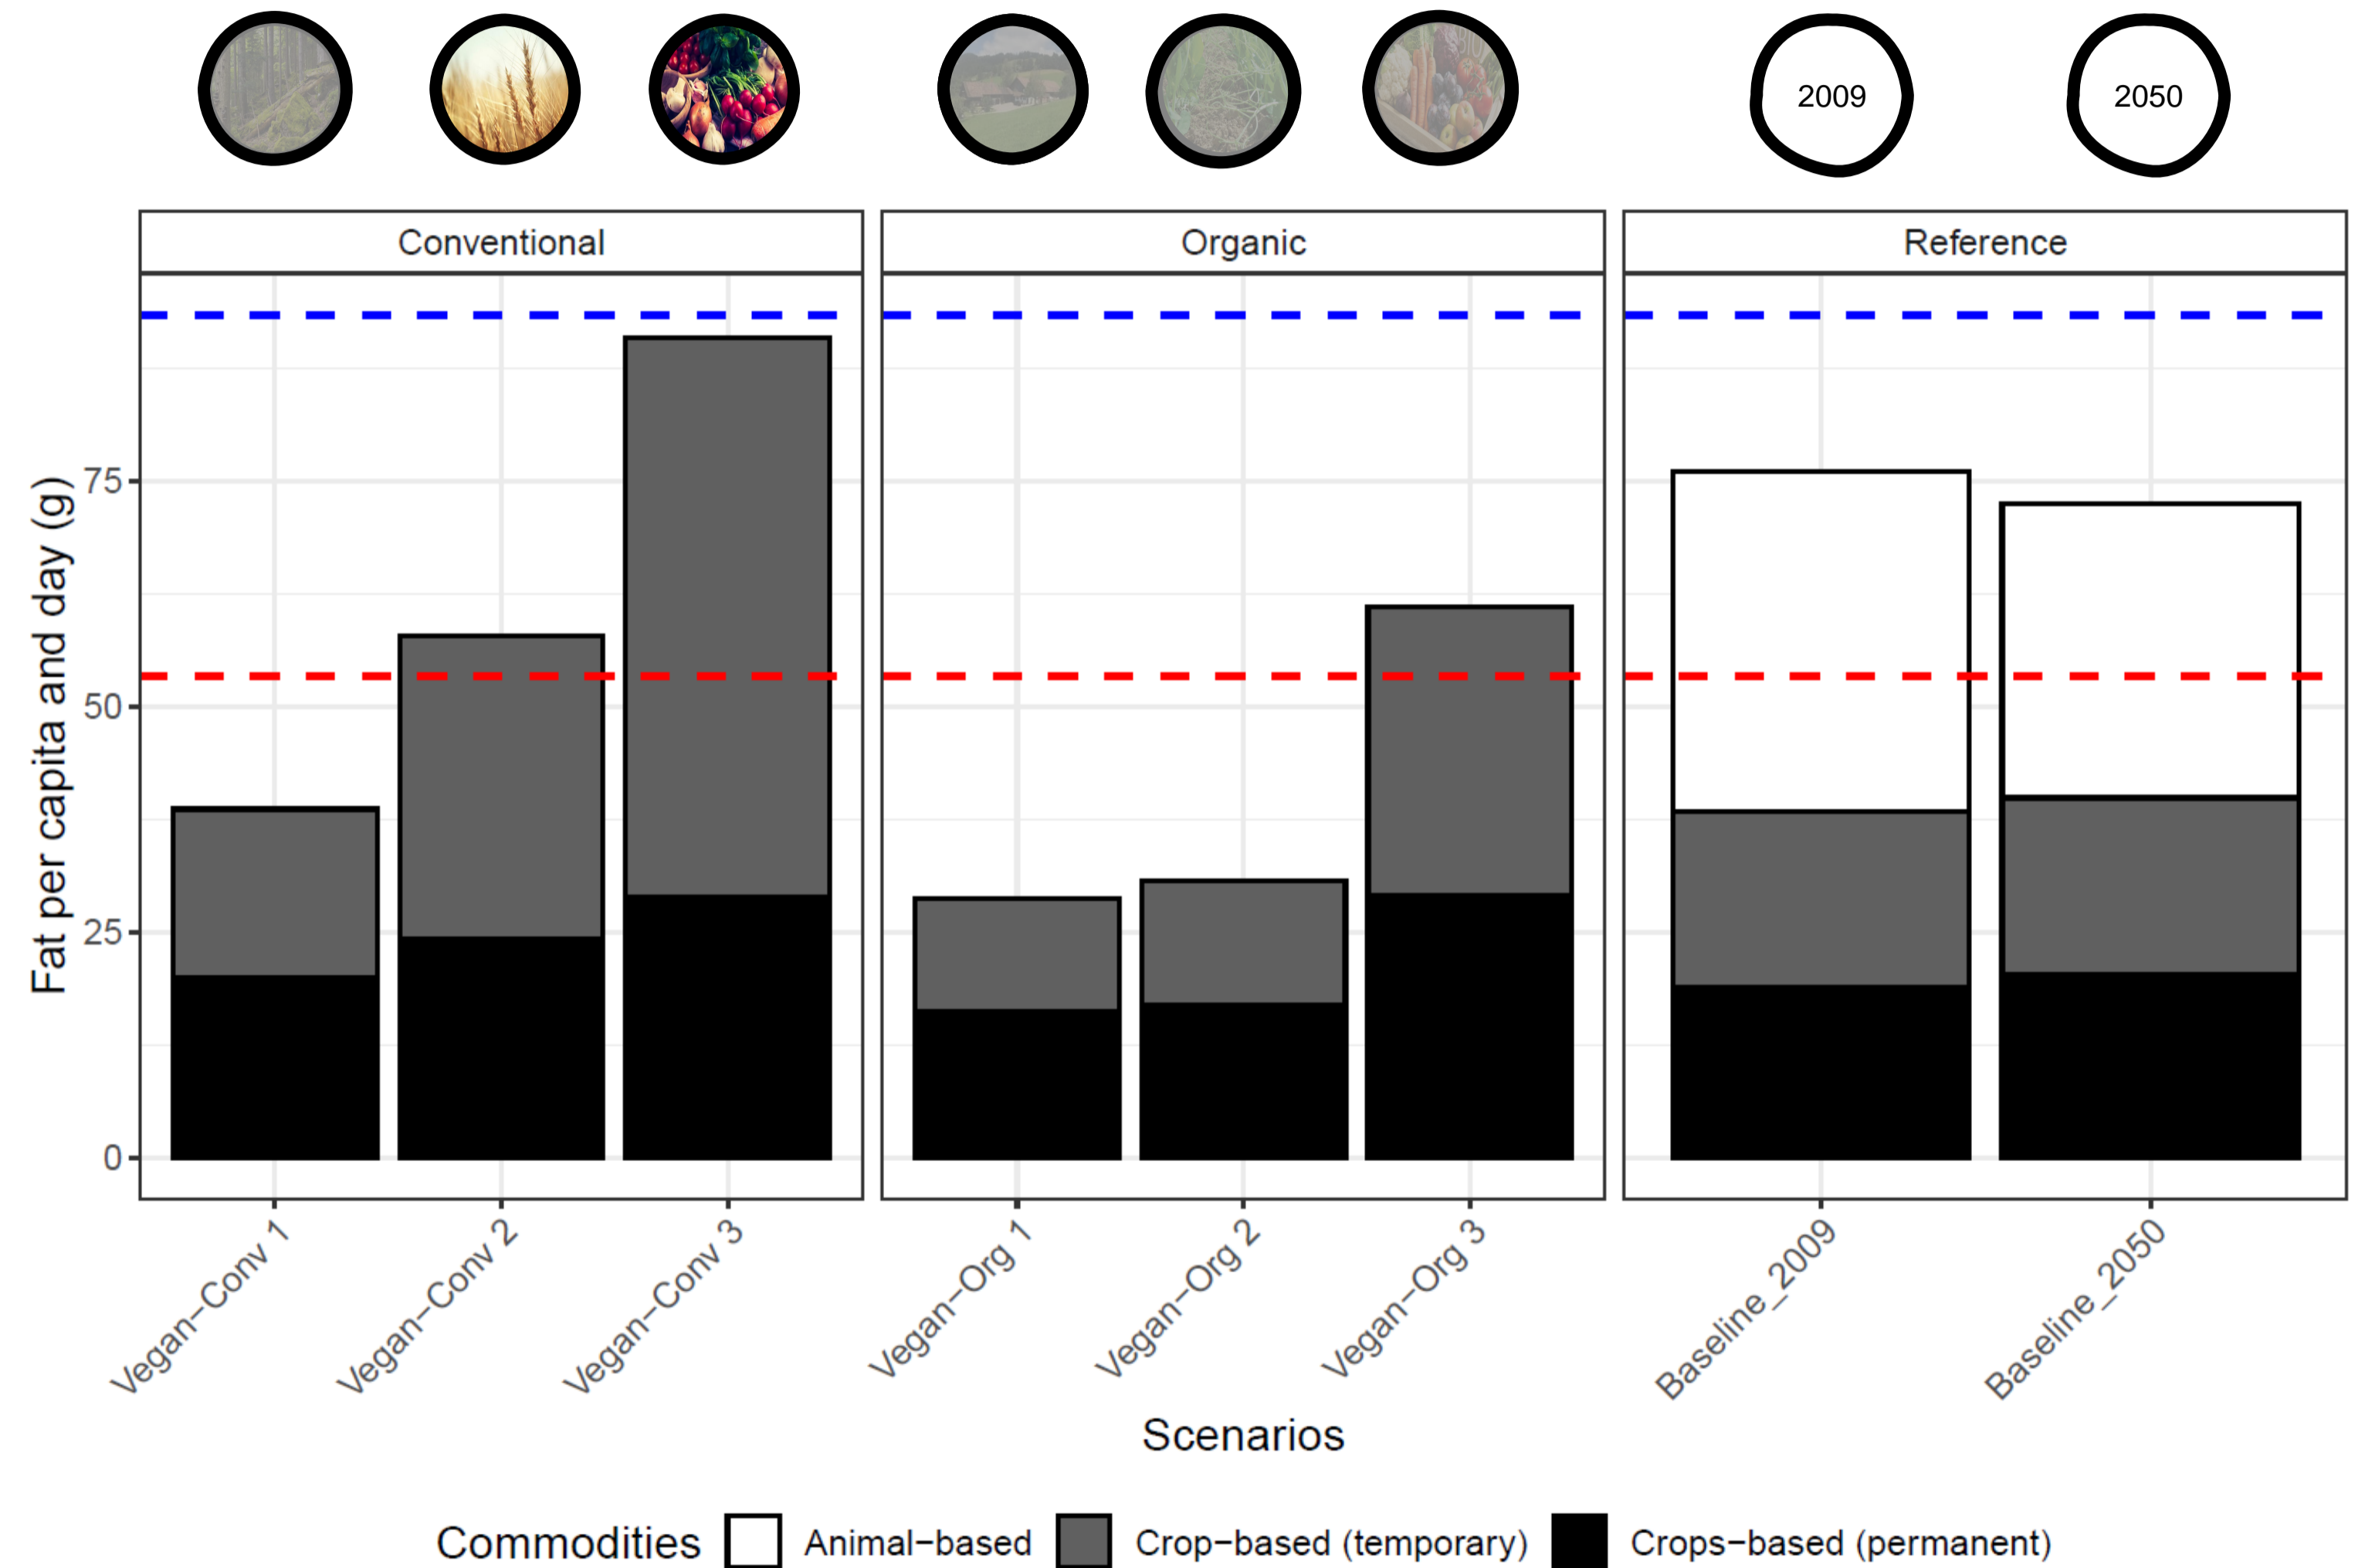 2009
2050
Conventional
Organic
Reference
Fat per capita and day (g)
75
50
25
0
Vegan−Conv 1
Vegan−Conv 2
Vegan−Conv 3
Vegan−Org 1
Vegan−Org 2
Vegan−Org 3
Baseline_2009
Baseline_2050
Scenarios
Commodities Animal−based Crop−based (temporary) Crops−based (permanent)